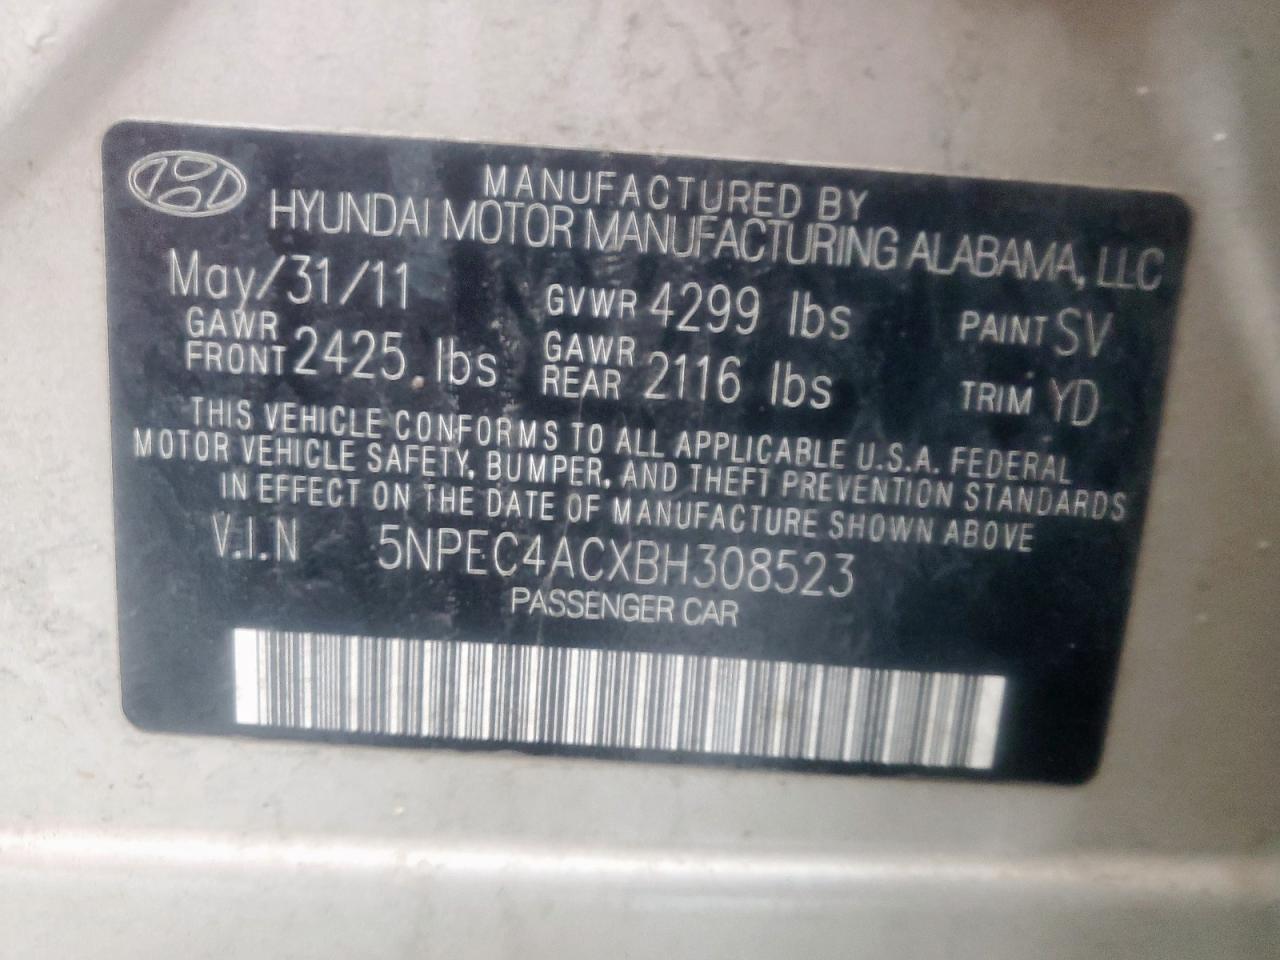 MANUFACTURED BY
HYUNDAI MOTOR MANUFACTURING ALABAMA, LLC
May/31/11 GVWR 4299 lbs PAINT SV
GAWR FRONT 2425 lbs GAWR REAR 2116 lbs TRIM YD
THIS VEHICLE CONFORMS TO ALL APPLICABLE U.S.A. FEDERAL
MOTOR VEHICLE SAFETY, BUMPER, AND THEFT PREVENTION STANDARDS
IN EFFECT ON THE DATE OF MANUFACTURE SHOWN ABOVE
V.I.N 5NPEC4ACXBH308523
PASSENGER CAR